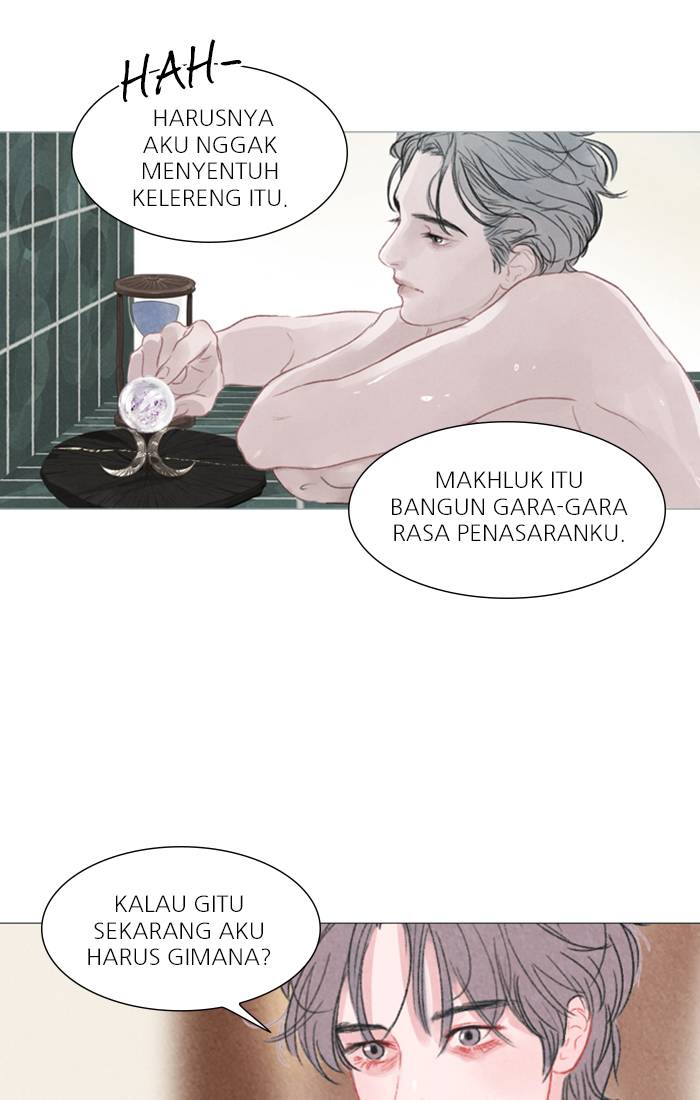 HAH-
HARUSNYA
AKU NGGAK
MENYENTUH
KELERENG ITU.
MAKHLUK ITU
BANGUN GARA-GARA
RASA PENASARANKU.
KALAU GITU
SEKARANG AKU
HARUS GIMANA?